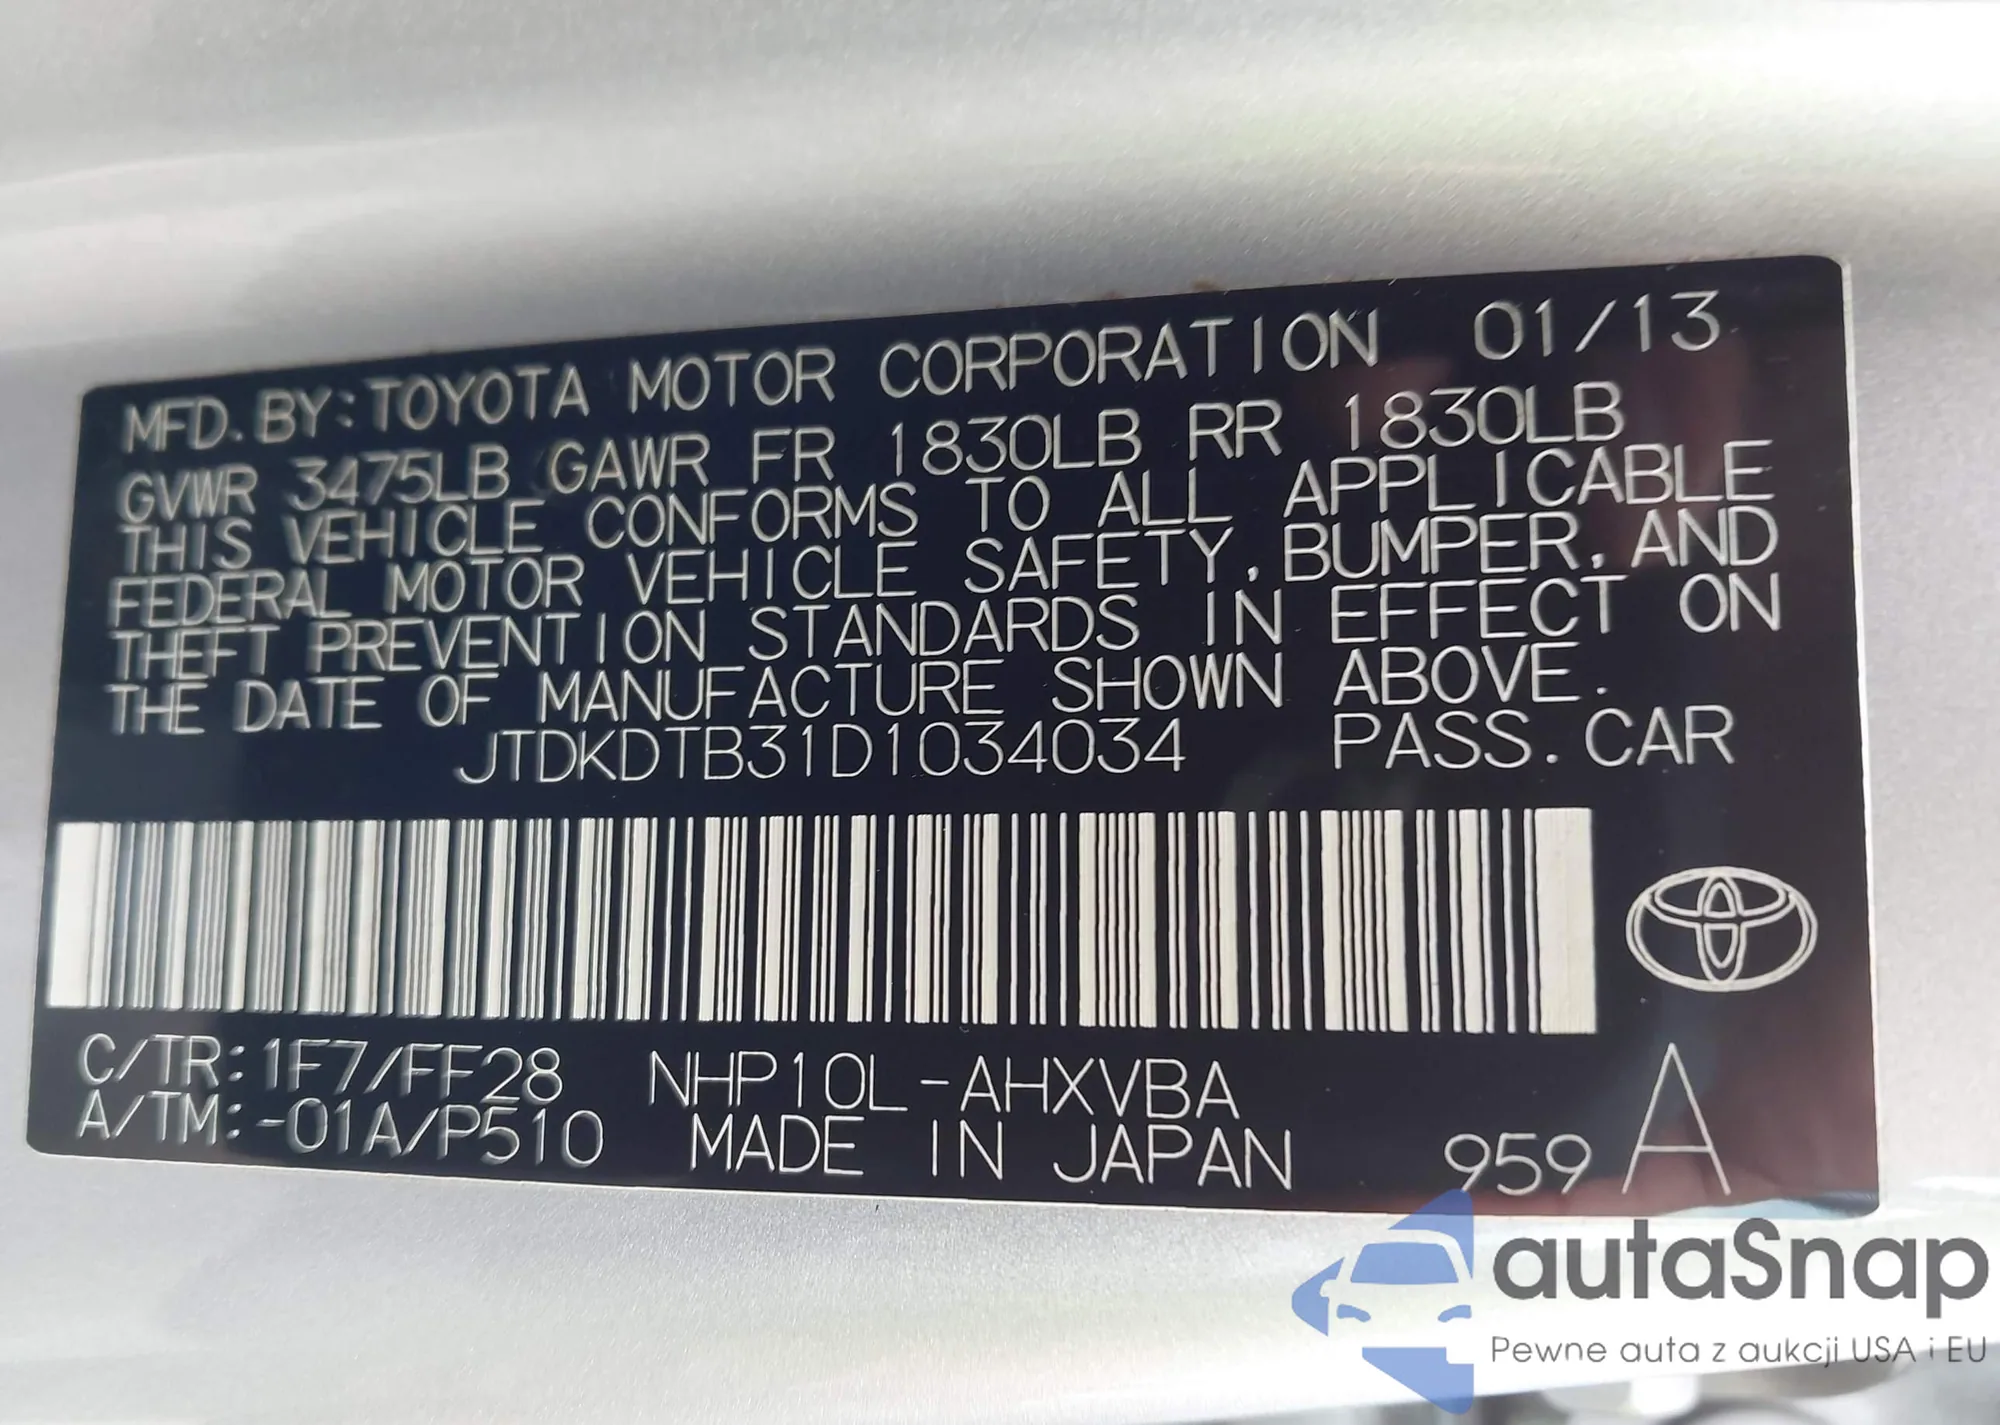 MFD. BY: TOYOTA MOTOR CORPORATION 01/13
GVWR 3475LB GAWR FR 1830LB RR 1830LB
THIS VEHICLE CONFORMS TO ALL APPLICABLE
FEDERAL MOTOR VEHICLE SAFETY, BUMPER, AND
THEFT PREVENTION STANDARDS IN EFFECT ON
THE DATE OF MANUFACTURE SHOWN ABOVE.
JTDKDTB31D1034034 PASS. CAR
C/TR: 1F7/FF28 NHP10L-AHXVBA
A/TM: -01A/P510 MADE IN JAPAN 959 A
autaSnap
Pewne auta z aukcji USA i EU